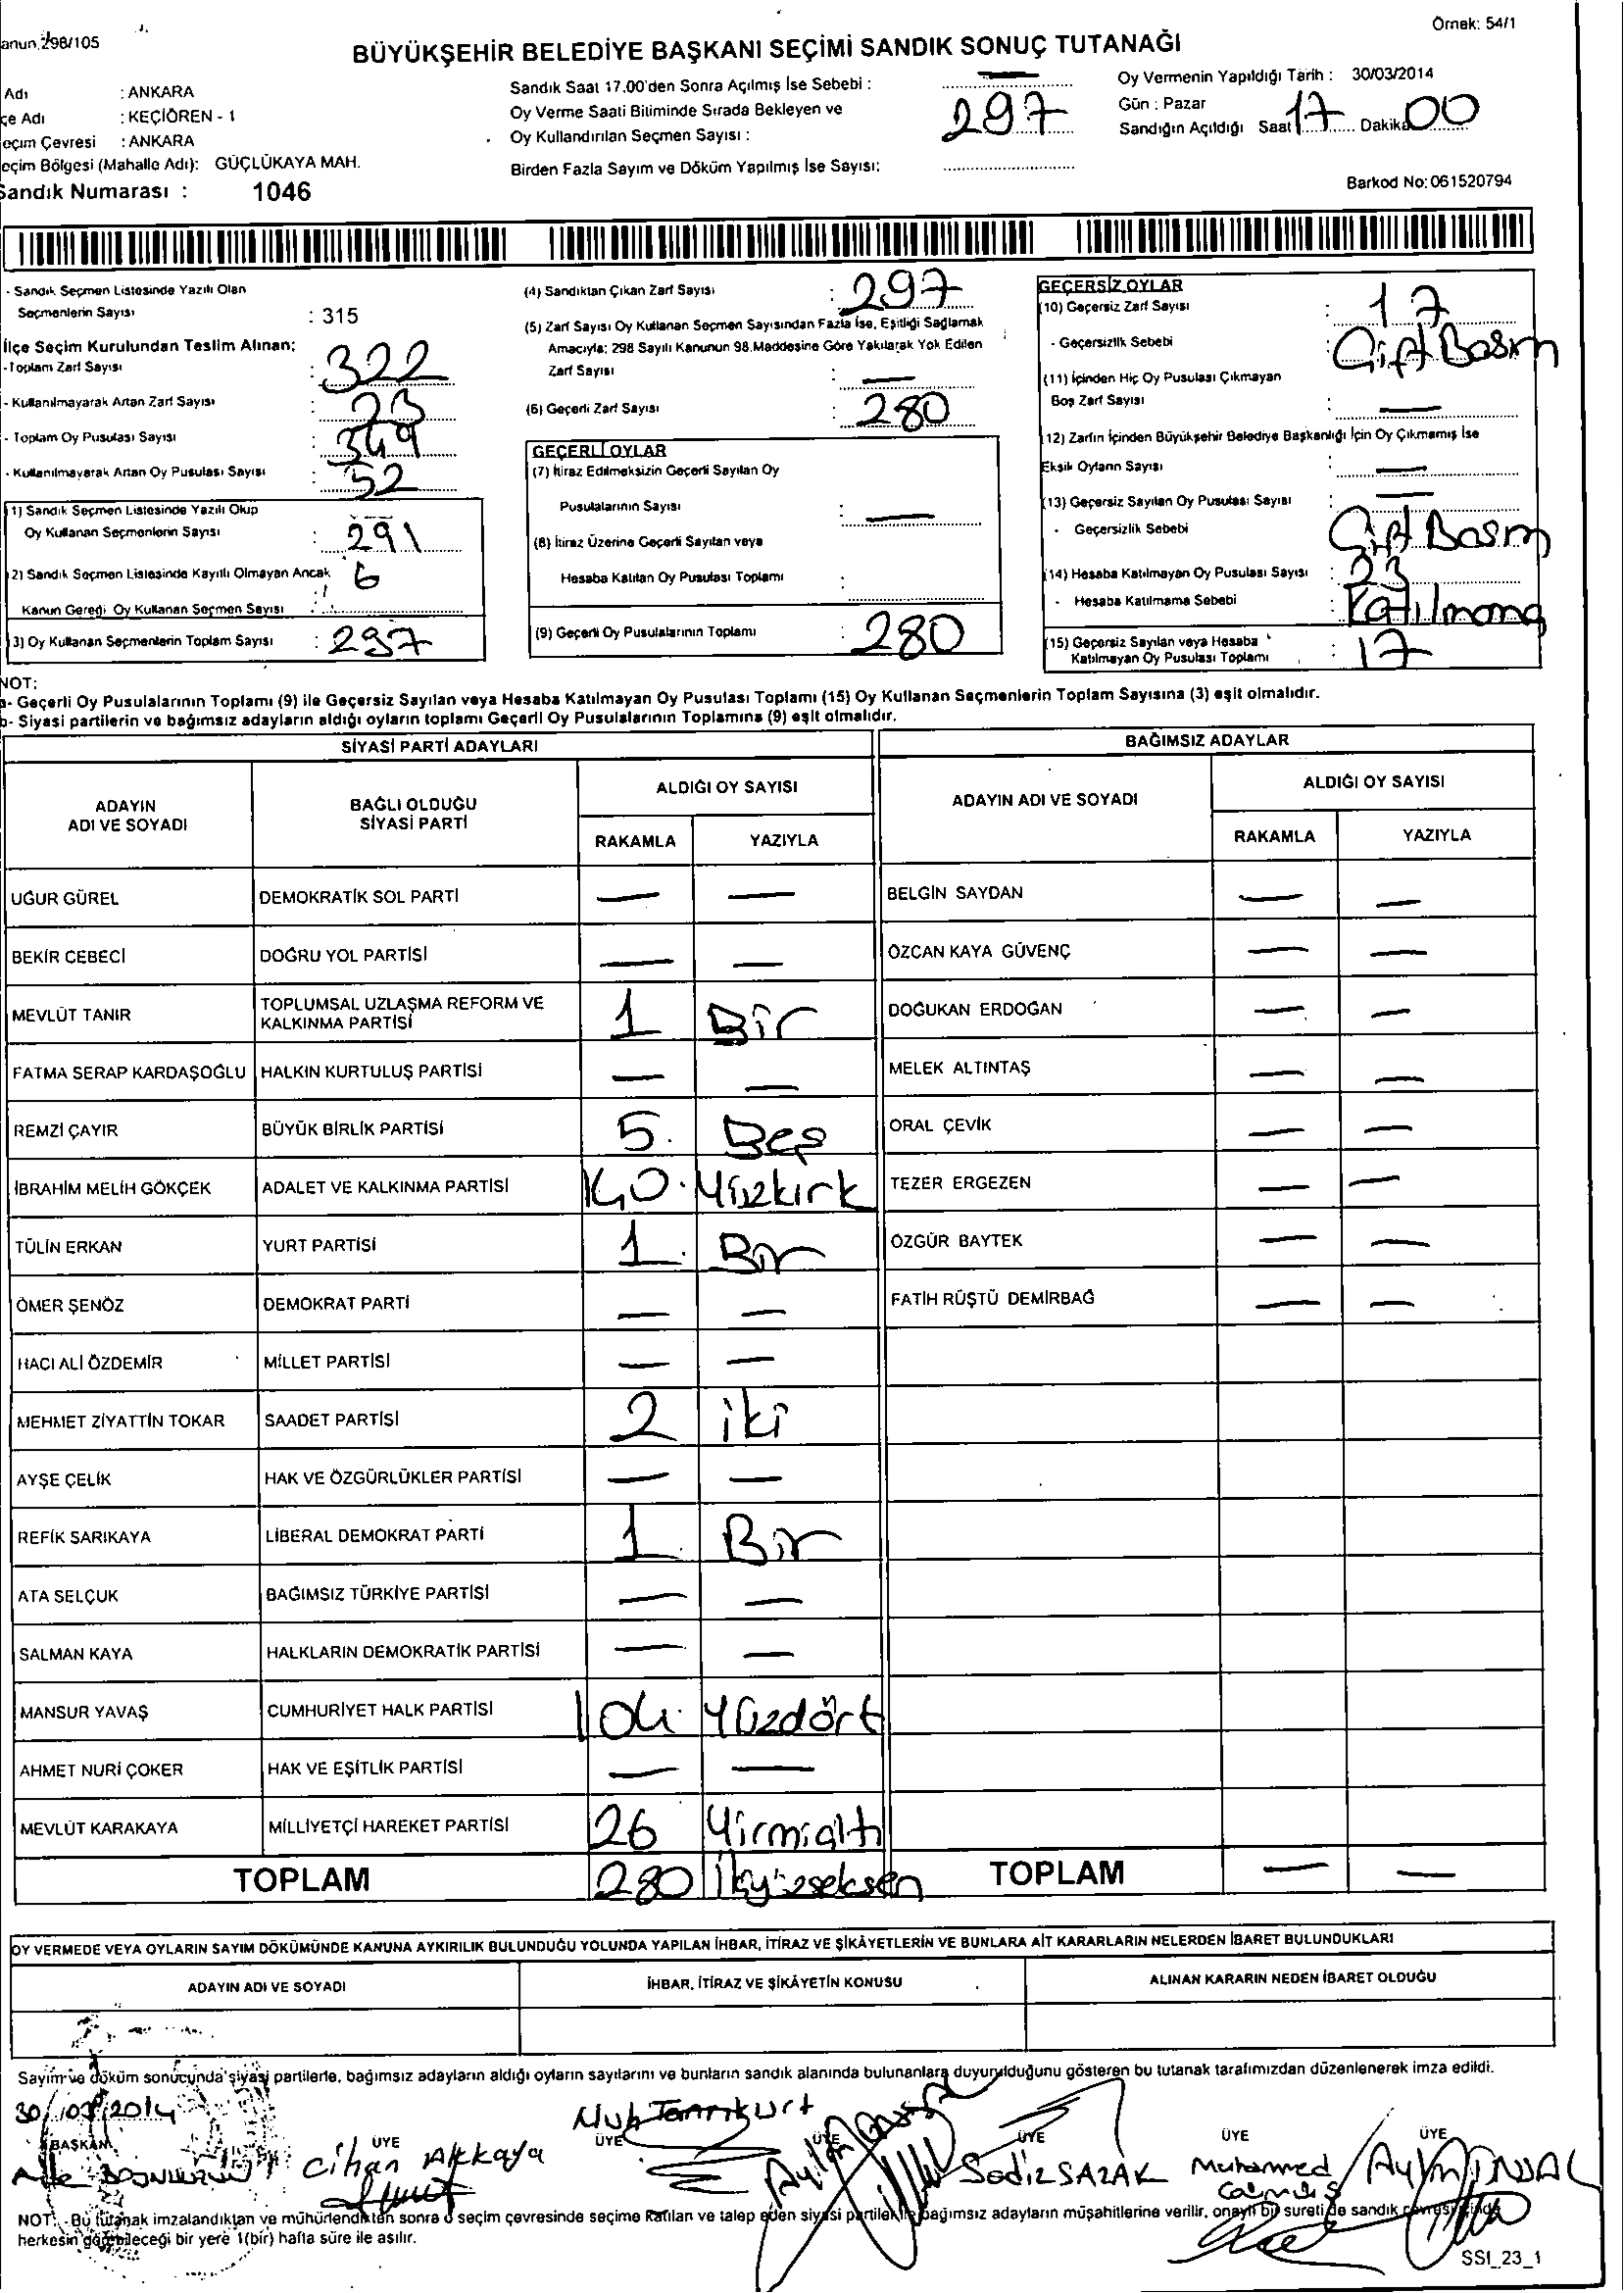 anun 298/105
Örnek: 54/1
BÜYÜKŞEHİR BELEDİYE BAŞKANI SEÇİMİ SANDIK SONUÇ TUTANAĞI
Adı : ANKARA
çe Adı : KEÇİÖREN - 1
eçim Çevresi : ANKARA
eçim Bölgesi (Mahalle Adı): GÜÇLÜKAYA MAH.
Sandık Numarası : 1046
Sandık Saat 17.00'den Sonra Açılmış İse Sebebi : —
Oy Verme Saati Bitiminde Sırada Bekleyen ve
Oy Kullandırılan Seçmen Sayısı : 297
Birden Fazla Sayım ve Döküm Yapılmış İse Sayısı:
Oy Vermenin Yapıldığı Tarih : 30/03/2014
Gün : Pazar
Sandığın Açıldığı Saat 17 Dakika 00
Barkod No: 061520794
- Sandık Seçmen Listesinde Yazılı Olan
Seçmenlerin Sayısı : 315
İlçe Seçim Kurulundan Teslim Alınan;
-Toplam Zarf Sayısı : 322
- Kullanılmayarak Artan Zarf Sayısı : 23
- Toplam Oy Pusulası Sayısı : 349
- Kullanılmayarak Artan Oy Pusulası Sayısı : 52
1) Sandık Seçmen Listesinde Yazılı Olup
Oy Kullanan Seçmenlerin Sayısı : 291
2) Sandık Seçmen Listesinde Kayıtlı Olmayan Ancak
Kanun Gereği Oy Kullanan Seçmen Sayısı : 6
3) Oy Kullanan Seçmenlerin Toplam Sayısı : 297
(4) Sandıktan Çıkan Zarf Sayısı : 297
(5) Zarf Sayısı Oy Kullanan Seçmen Sayısından Fazla İse, Eşitliği Sağlamak
Amacıyla; 298 Sayılı Kanunun 98.Maddesine Göre Yakılarak Yok Edilen
Zarf Sayısı : —
(6) Geçerli Zarf Sayısı : 280
GEÇERLİ OYLAR
(7) İtiraz Edilmeksizin Geçerli Sayılan Oy
Pusulalarının Sayısı : —
(8) İtiraz Üzerine Geçerli Sayılan veya
Hesaba Katılan Oy Pusulası Toplamı :
(9) Geçerli Oy Pusulalarının Toplamı : 280
GEÇERSİZ OYLAR
(10) Geçersiz Zarf Sayısı : 17
- Geçersizlik Sebebi : Çift Basım
(11) İçinden Hiç Oy Pusulası Çıkmayan
Boş Zarf Sayısı : —
12) Zarfın İçinden Büyükşehir Belediye Başkanlığı İçin Oy Çıkmamış İse
Eksik Oyların Sayısı : —
(13) Geçersiz Sayılan Oy Pusulası Sayısı : —
- Geçersizlik Sebebi Çift Basım
(14) Hesaba Katılmayan Oy Pusulası Sayısı : 23
- Hesaba Katılmama Sebebi :
(15) Geçersiz Sayılan veya Hesaba
Katılmayan Oy Pusulası Toplamı : 17
NOT:
a- Geçerli Oy Pusulalarının Toplamı (9) ile Geçersiz Sayılan veya Hesaba Katılmayan Oy Pusulası Toplamı (15) Oy Kullanan Seçmenlerin Toplam Sayısına (3) eşit olmalıdır.
b- Siyasi partilerin ve bağımsız adayların aldığı oyların toplamı Geçerli Oy Pusulalarının Toplamına (9) eşit olmalıdır.
SİYASİ PARTİ ADAYLARI
BAĞIMSIZ ADAYLAR
ADAYIN ADI VE SOYADI
BAĞLI OLDUĞU SİYASİ PARTİ
ALDIĞI OY SAYISI
RAKAMLA YAZIYLA
ADAYIN ADI VE SOYADI
ALDIĞI OY SAYISI
RAKAMLA YAZIYLA
UĞUR GÜREL DEMOKRATİK SOL PARTİ — — BELGİN SAYDAN — —
BEKİR CEBECİ DOĞRU YOL PARTİSİ — — ÖZCAN KAYA GÜVENÇ — —
MEVLÜT TANIR TOPLUMSAL UZLAŞMA REFORM VE KALKINMA PARTİSİ 1 Bir DOĞUKAN ERDOĞAN — —
FATMA SERAP KARDAŞOĞLU HALKIN KURTULUŞ PARTİSİ — — MELEK ALTINTAŞ — —
REMZİ ÇAYIR BÜYÜK BİRLİK PARTİSİ 5. Beş ORAL ÇEVİK — —
İBRAHİM MELİH GÖKÇEK ADALET VE KALKINMA PARTİSİ 140. Yüzkırk TEZER ERGEZEN — —
TÜLİN ERKAN YURT PARTİSİ 1. Bir ÖZGÜR BAYTEK — —
ÖMER ŞENÖZ DEMOKRAT PARTİ — — FATİH RÜŞTÜ DEMİRBAĞ — —
HACI ALİ ÖZDEMİR MİLLET PARTİSİ — —
MEHMET ZİYATTİN TOKAR SAADET PARTİSİ 2 iki
AYŞE ÇELİK HAK VE ÖZGÜRLÜKLER PARTİSİ — —
REFİK SARIKAYA LİBERAL DEMOKRAT PARTİ 1 Bir
ATA SELÇUK BAĞIMSIZ TÜRKİYE PARTİSİ — —
SALMAN KAYA HALKLARIN DEMOKRATİK PARTİSİ — —
MANSUR YAVAŞ CUMHURİYET HALK PARTİSİ 104. Yüzdört
AHMET NURİ ÇOKER HAK VE EŞİTLİK PARTİSİ — —
MEVLÜT KARAKAYA MİLLİYETÇİ HAREKET PARTİSİ 26 Yirmialtı
TOPLAM 280 İkiyüzseksen TOPLAM — —
OY VERMEDE VEYA OYLARIN SAYIM DÖKÜMÜNDE KANUNA AYKIRILIK BULUNDUĞU YOLUNDA YAPILAN İHBAR, İTİRAZ VE ŞİKÂYETLERİN VE BUNLARA AİT KARARLARIN NELERDEN İBARET BULUNDUKLARI
ADAYIN ADI VE SOYADI
İHBAR, İTİRAZ VE ŞİKÂYETİN KONUSU
ALINAN KARARIN NEDEN İBARET OLDUĞU
Sayım ve döküm sonucunda siyasi partilerle, bağımsız adayların aldığı oyların sayılarını ve bunların sandık alanında bulunanlara duyurulduğunu gösteren bu tutanak tarafımızdan düzenlenerek imza edildi.
30/03/2014
BAŞKAN ÜYE ÜYE ÜYE ÜYE ÜYE ÜYE
Cihan Akkaya
Sediz SAZAK
Muhammed
NOT: - Bu tutanak imzalandıktan ve mühürlendikten sonra o seçim çevresinde seçime katılan ve talep eden siyasi partiler ile bağımsız adayların müşahitlerine verilir, onaylı bir sureti de sandık çevresi içinde
herkesin görebileceği bir yere 1(bir) hafta süre ile asılır.
SSI_23_1